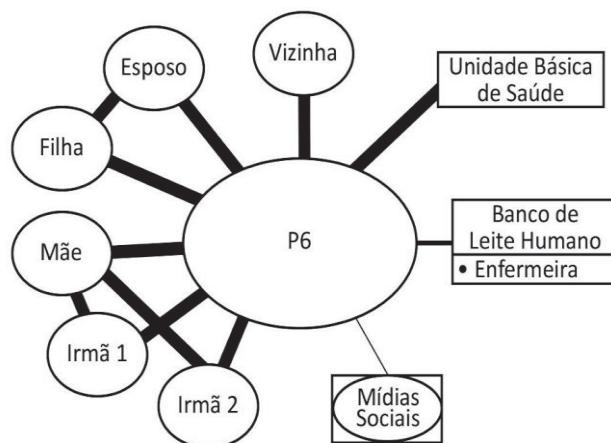 Esposo
Vizinha
Unidade Básica
de Saúde
Filha
Mãe
P6
Banco de
Leite Humano
• Enfermeira
Irmã 1
Irmã 2
Mídias
Sociais